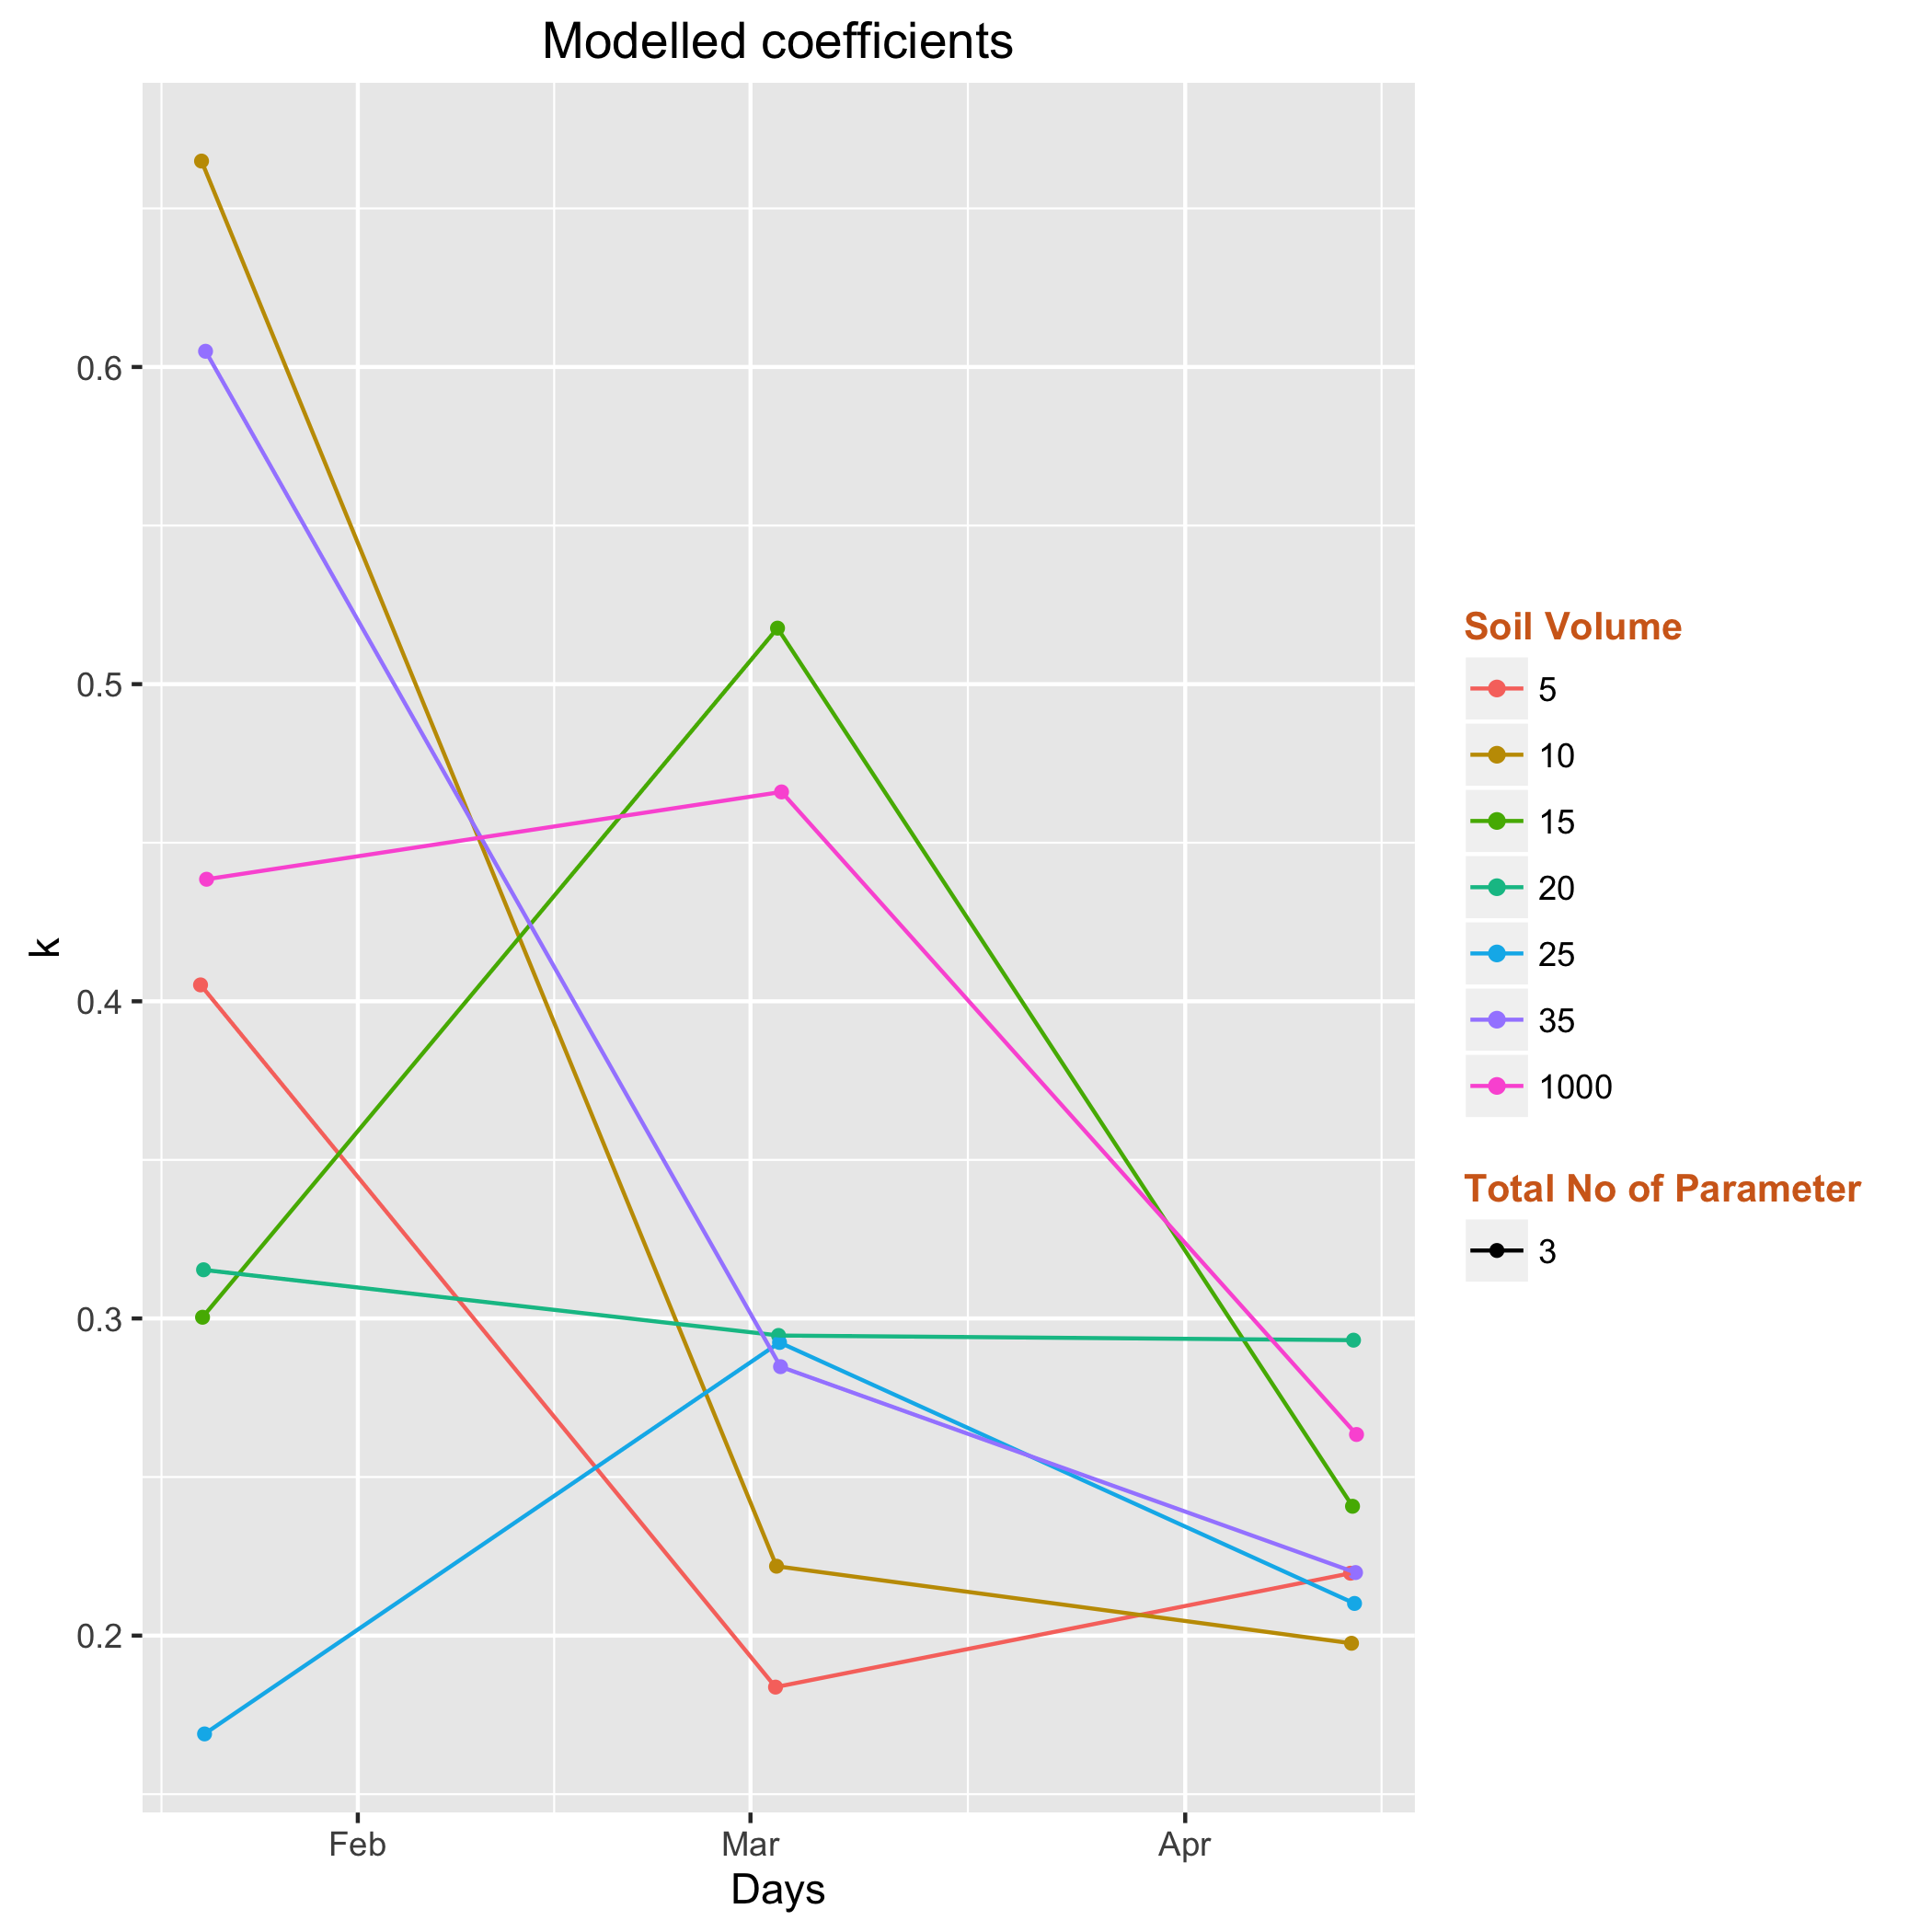 Modelled coefficients
0.6
0.5
0.4
0.3
0.2
k
Feb Mar Apr
Days
Soil Volume
5
10
15
20
25
35
1000
Total No of Parameter
3